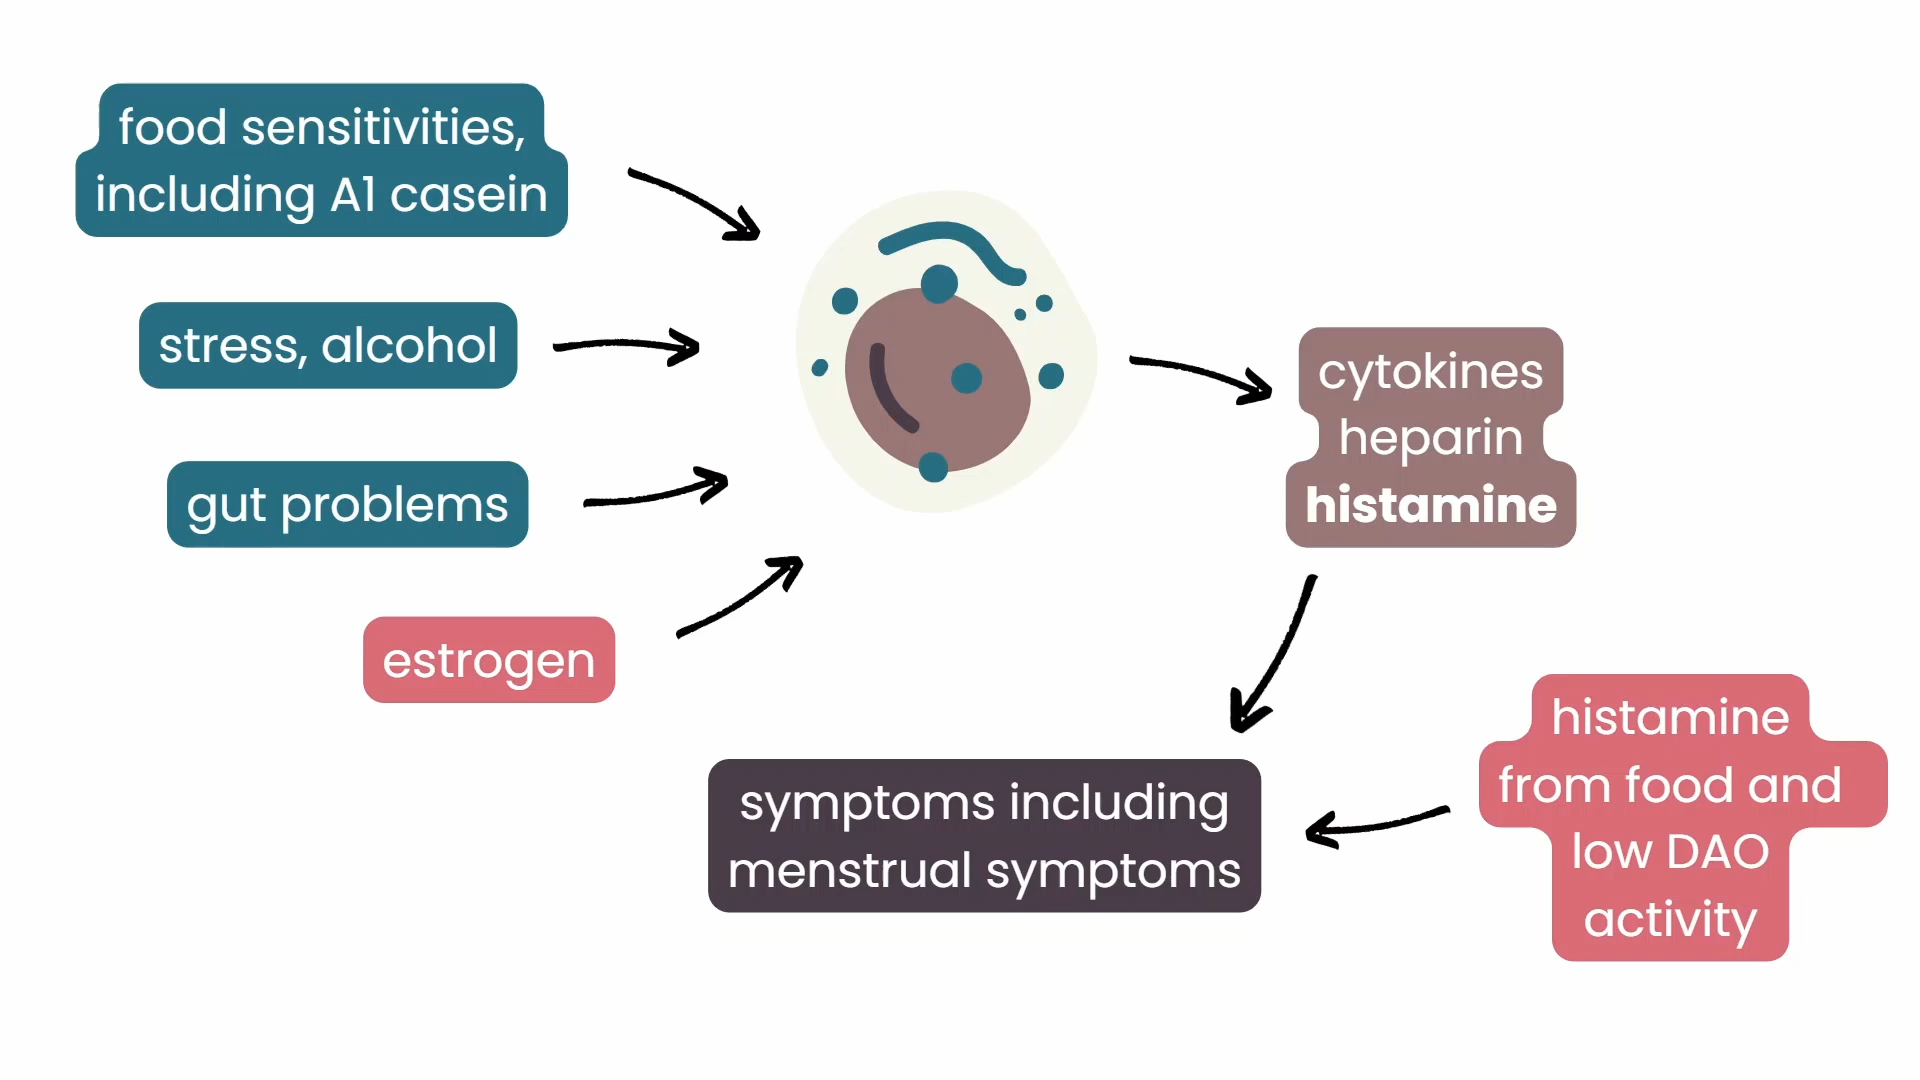 food sensitivities,
including A1 casein
stress, alcohol
gut problems
estrogen
cytokines
heparin
histamine
symptoms including
menstrual symptoms
histamine
from food and
low DAO
activity